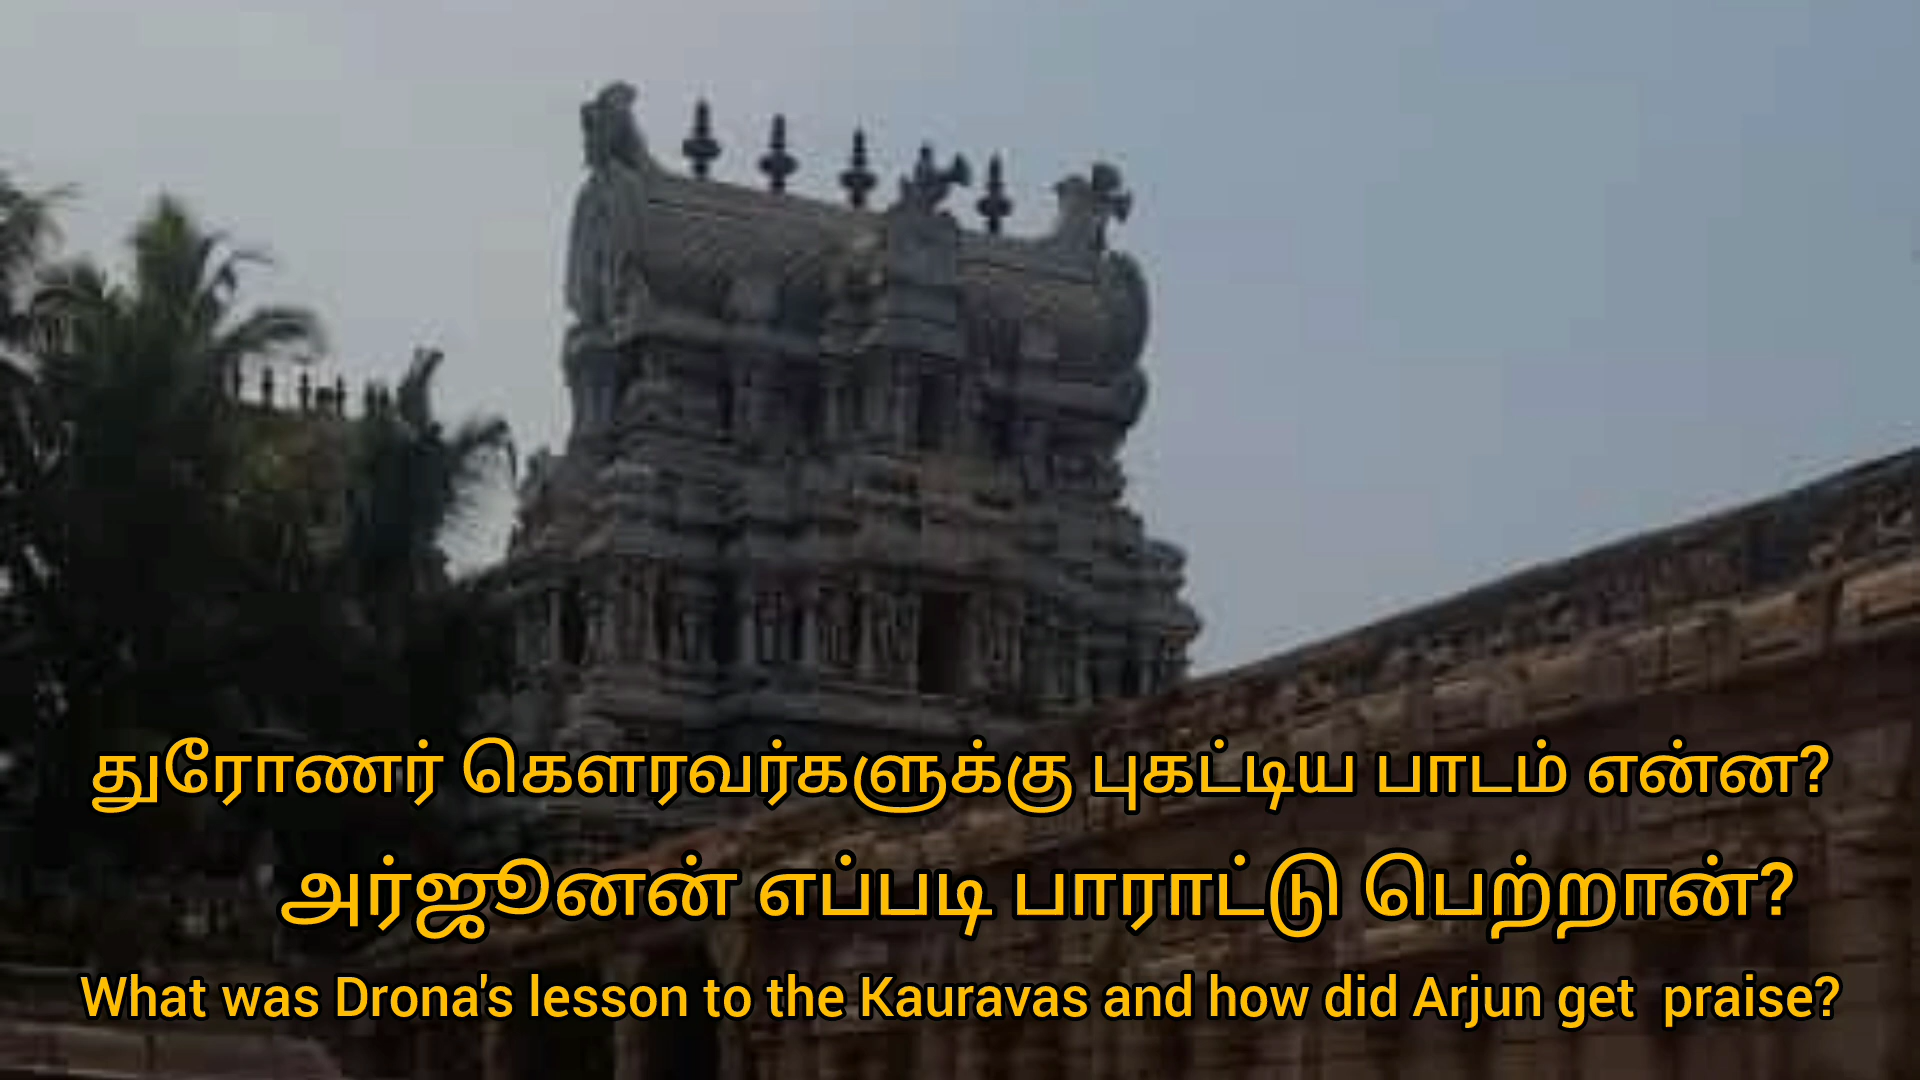 துரோணர் கௌரவர்களுக்கு புகட்டிய பாடம் என்ன?
அர்ஜூனன் எப்படி பாராட்டு பெற்றான்?
What was Drona's lesson to the Kauravas and how did Arjun get  praise?